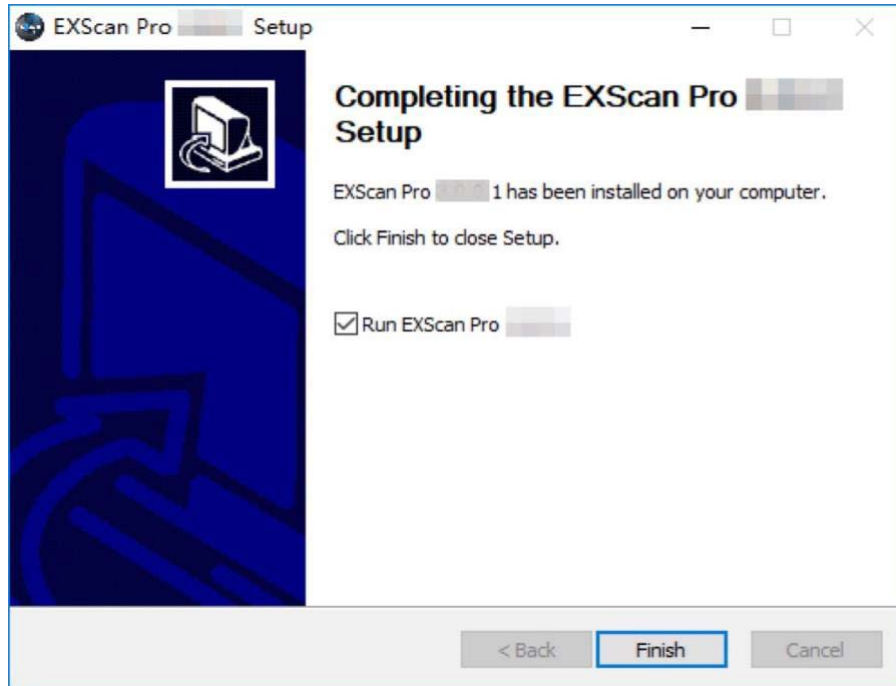 EXScan Pro Setup
Completing the EXScan Pro
Setup
EXScan Pro 1 has been installed on your computer.
Click Finish to close Setup.
Run EXScan Pro
< Back Finish Cancel